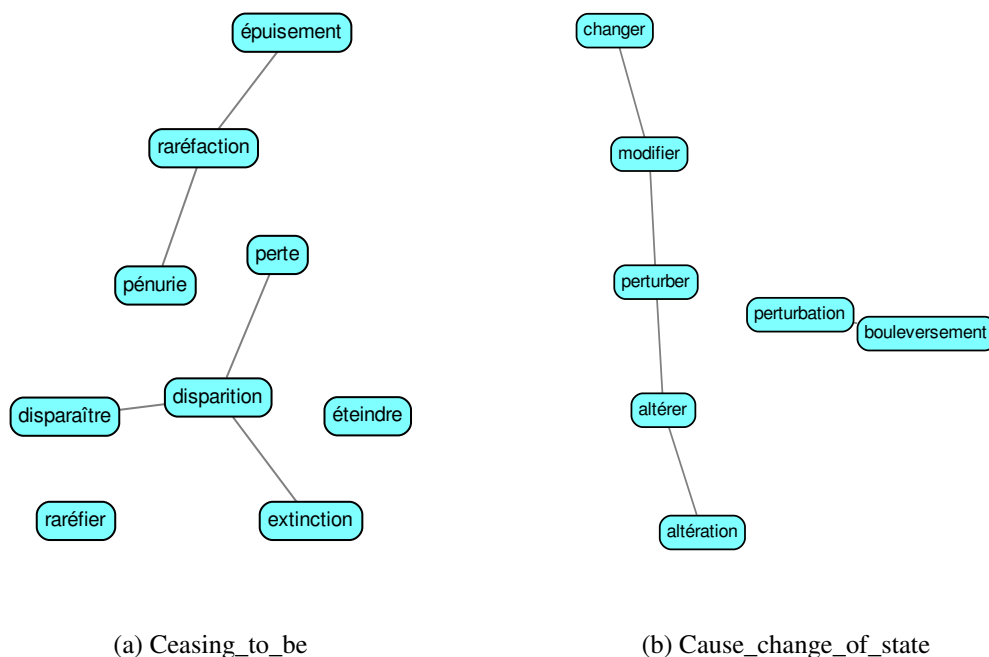 épuisement
raréfaction
pénurie
perte
disparition
disparaître
éteindre
raréfier
extinction
(a) Ceasing_to_be
changer
modifier
perturber
perturbation
bouleversement
altérer
altération
(b) Cause_change_of_state